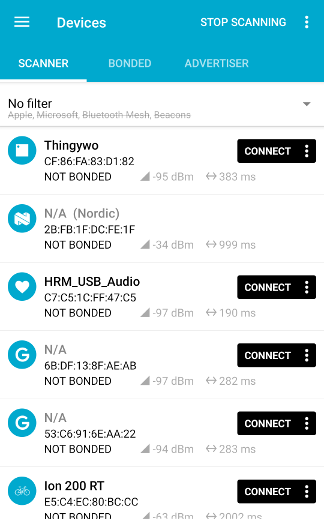 Devices
STOP SCANNING
SCANNER
BONDED
ADVERTISER
No filter
Apple, Microsoft, Bluetooth Mesh, Beacons
Thingywo
CF:86:FA:83:D1:82
CONNECT
NOT BONDED -95 dBm 383 ms
N/A (Nordic)
2B:FB:1F:DC:FE:1F
NOT BONDED -34 dBm 999 ms
HRM_USB_Audio
C7:C5:1C:FF:47:C5
CONNECT
NOT BONDED -97 dBm 190 ms
G
N/A
6B:DF:13:8F:AE:AB
CONNECT
NOT BONDED -97 dBm 282 ms
G
N/A
53:C6:91:6E:AA:22
CONNECT
NOT BONDED -94 dBm 283 ms
Ion 200 RT
E5:C4:EC:80:BC:CC
CONNECT
NOT BONDED -63 dBm 2002 ms